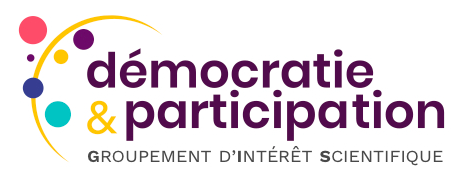 démocratie
& participation
GROUPEMENT D'INTÉRÊT SCIENTIFIQUE